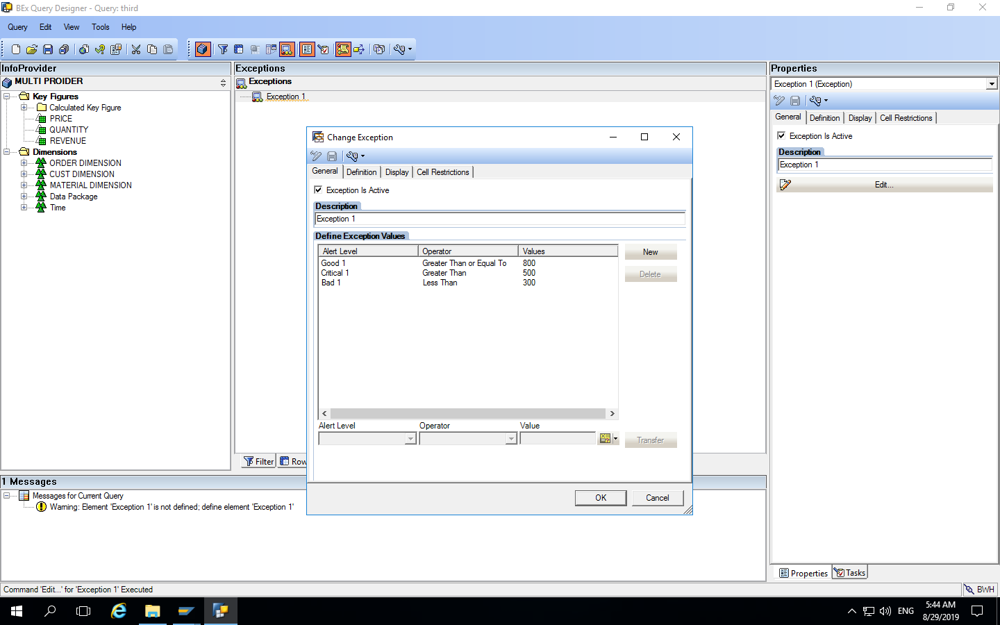 BEx Query Designer - Query: third
Query Edit View Tools Help
InfoProvider
MULTI PROIDER
Key Figures
Calculated Key Figure
PRICE
QUANTITY
REVENUE
Dimensions
ORDER DIMENSION
CUST DIMENSION
MATERIAL DIMENSION
Data Package
Time
Exceptions
Exceptions
Exception 1
Filter Row
Change Exception
General Definition Display Cell Restrictions
Exception Is Active
Description
Exception 1
Define Exception Values
Alert Level Operator Values
Good 1 Greater Than or Equal To 800
Critical 1 Greater Than 500
Bad 1 Less Than 300
New
Delete
Alert Level Operator Value
Transfer
OK Cancel
Properties
Exception 1 (Exception)
General Definition Display Cell Restrictions
Exception Is Active
Description
Exception 1
Edit...
Properties Tasks
1 Messages
Messages for Current Query
Warning: Element 'Exception 1' is not defined; define element 'Exception 1'
Command 'Edit...' for 'Exception 1' Executed
BWH
ENG
5:44 AM
8/29/2019